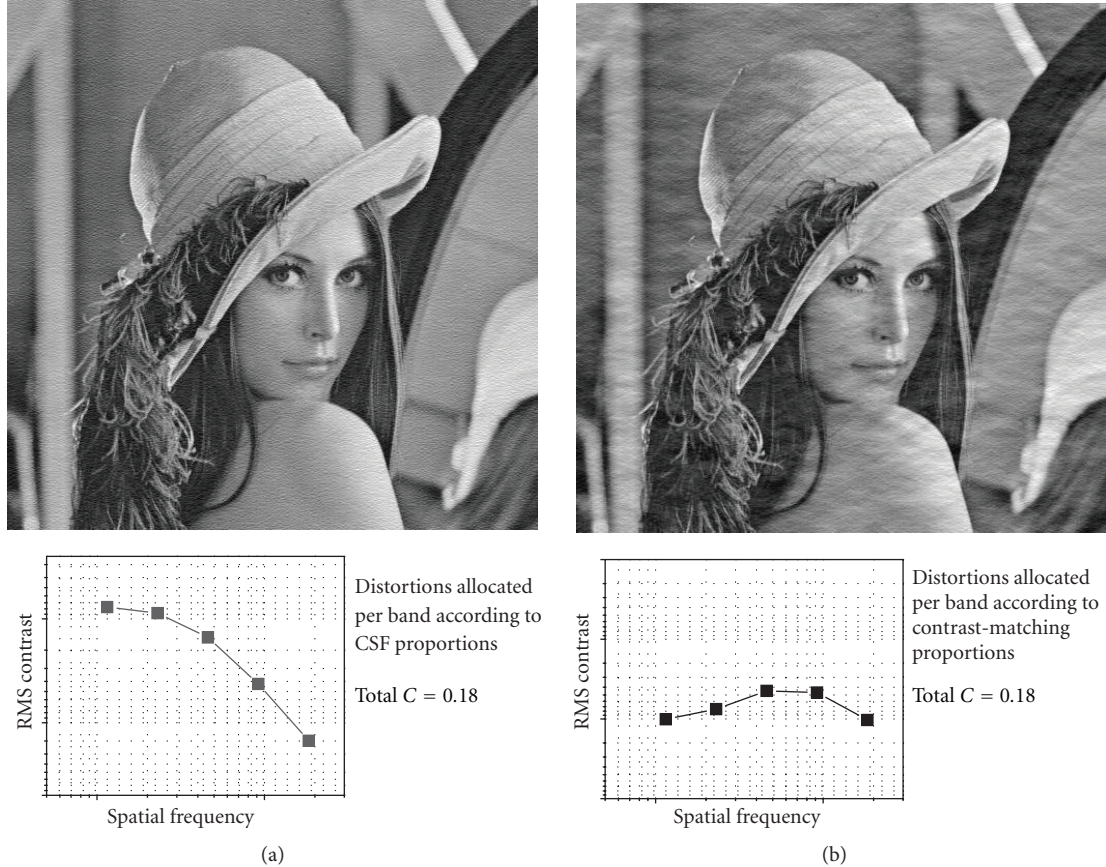 RMS contrast
Distortions allocated
per band according to
CSF proportions
Total C = 0.18
Spatial frequency
(a)
RMS contrast
Distortions allocated
per band according to
contrast-matching
proportions
Total C = 0.18
Spatial frequency
(b)